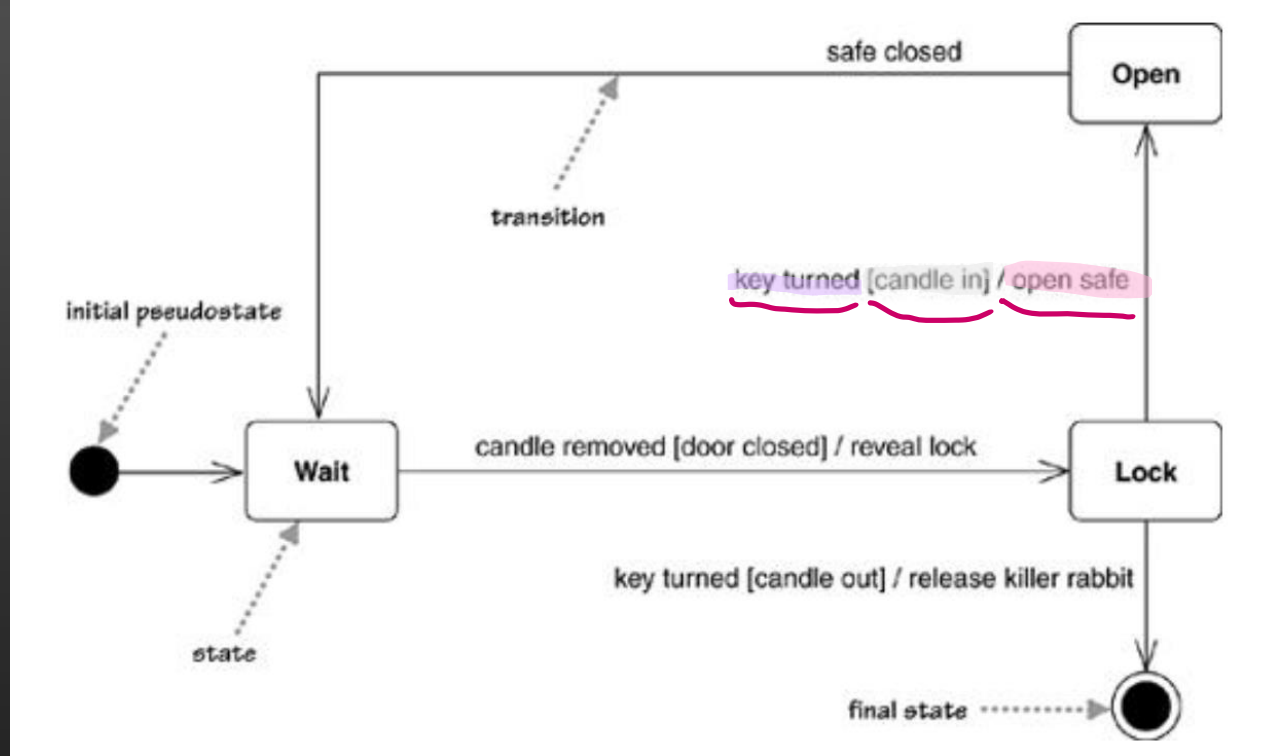 safe closed
Open
transition
key turned [candle in] / open safe
initial pseudostate
candle removed [door closed] / reveal lock
Wait
Lock
key turned [candle out] / release killer rabbit
state
final state